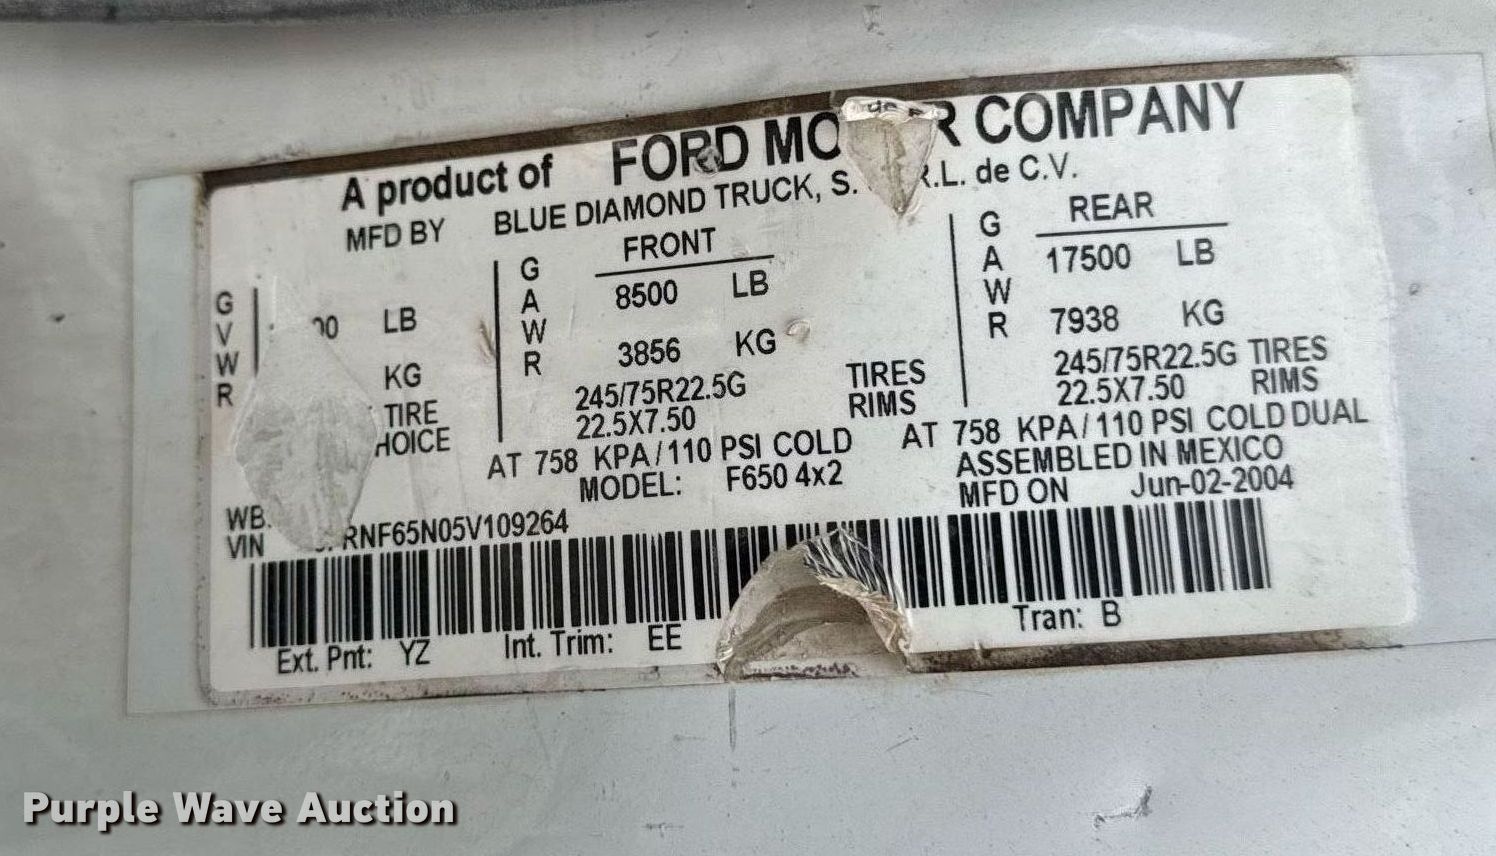 A product of FORD MO R COMPANY
MFD BY BLUE DIAMOND TRUCK, S. R.L. de C.V.
GVWR 00 LB
KG
TIRE
HOICE
GAWR FRONT
8500 LB
3856 KG
245/75R22.5G TIRES
22.5X7.50 RIMS
AT 758 KPA/110 PSI COLD
MODEL: F650 4x2
GAWR REAR
17500 LB
7938 KG
245/75R22.5G TIRES
22.5X7.50 RIMS
AT 758 KPA/110 PSI COLD DUAL
ASSEMBLED IN MEXICO
MFD ON Jun-02-2004
WB.
VIN RNF65N05V109264
Ext. Pnt: YZ Int. Trim: EE Tran: B
Purple Wave Auction